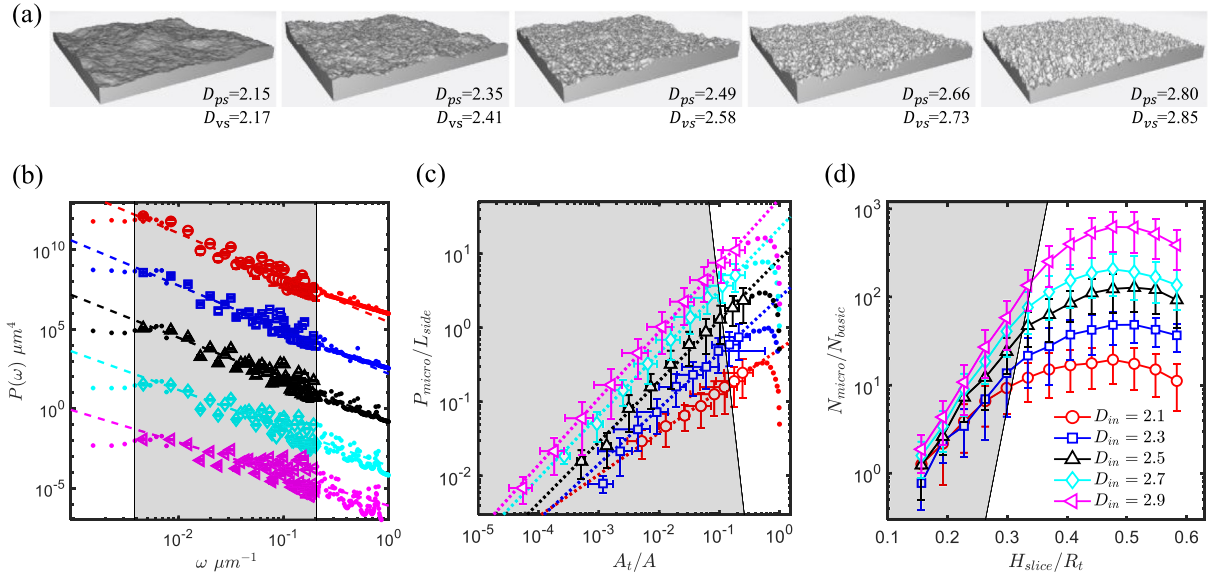 (a)
D_ps=2.15
D_vs=2.17
D_ps=2.35
D_vs=2.41
D_ps=2.49
D_vs=2.58
D_ps=2.66
D_vs=2.73
D_ps=2.80
D_vs=2.85
(b)
P(ω) μm^4
10^10
10^5
10^0
10^-5
10^-2
10^-1
10^0
ω μm^-1
(c)
P_micro/L_side
10^1
10^0
10^-1
10^-2
10^-5
10^-4
10^-3
10^-2
10^-1
10^0
A_t/A
(d)
N_micro/N_basic
10^3
10^2
10^1
10^0
0.1
0.2
0.3
0.4
0.5
0.6
H_slice/R_t
D_in = 2.1
D_in = 2.3
D_in = 2.5
D_in = 2.7
D_in = 2.9